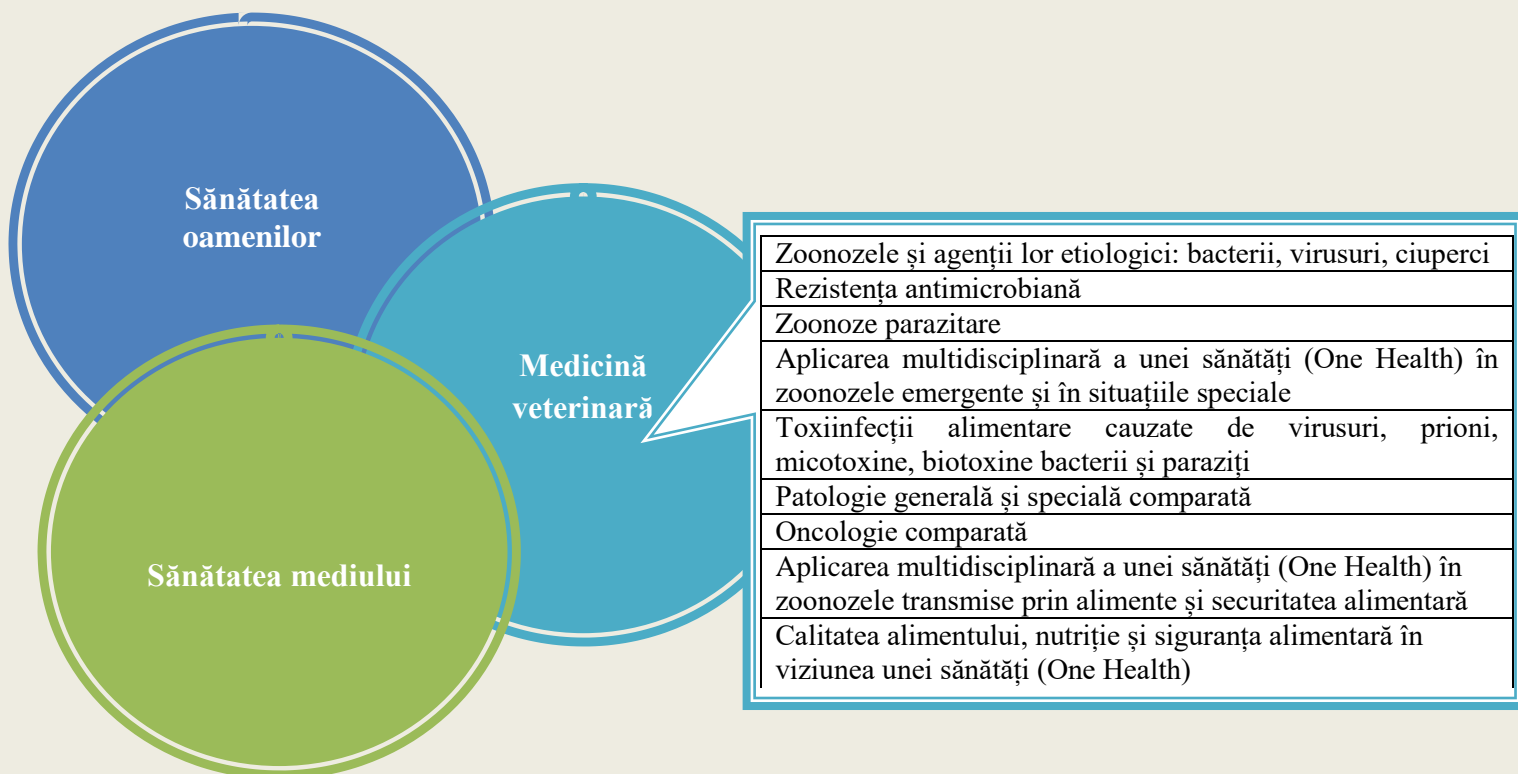 Sănătatea
oamenilor
Medicină
veterinară
Sănătatea mediului
Zoonozele și agenții lor etiologici: bacterii, virusuri, ciuperci
Rezistența antimicrobiană
Zoonoze parazitare
Aplicarea multidisciplinară a unei sănătăți (One Health) în
zoonozele emergente și în situațiile speciale
Toxiinfecții alimentare cauzate de virusuri, prioni,
micotoxine, biotoxine bacterii și paraziți
Patologie generală și specială comparată
Oncologie comparată
Aplicarea multidisciplinară a unei sănătăți (One Health) în
zoonozele transmise prin alimente și securitatea alimentară
Calitatea alimentului, nutriție și siguranța alimentară în
viziunea unei sănătăți (One Health)